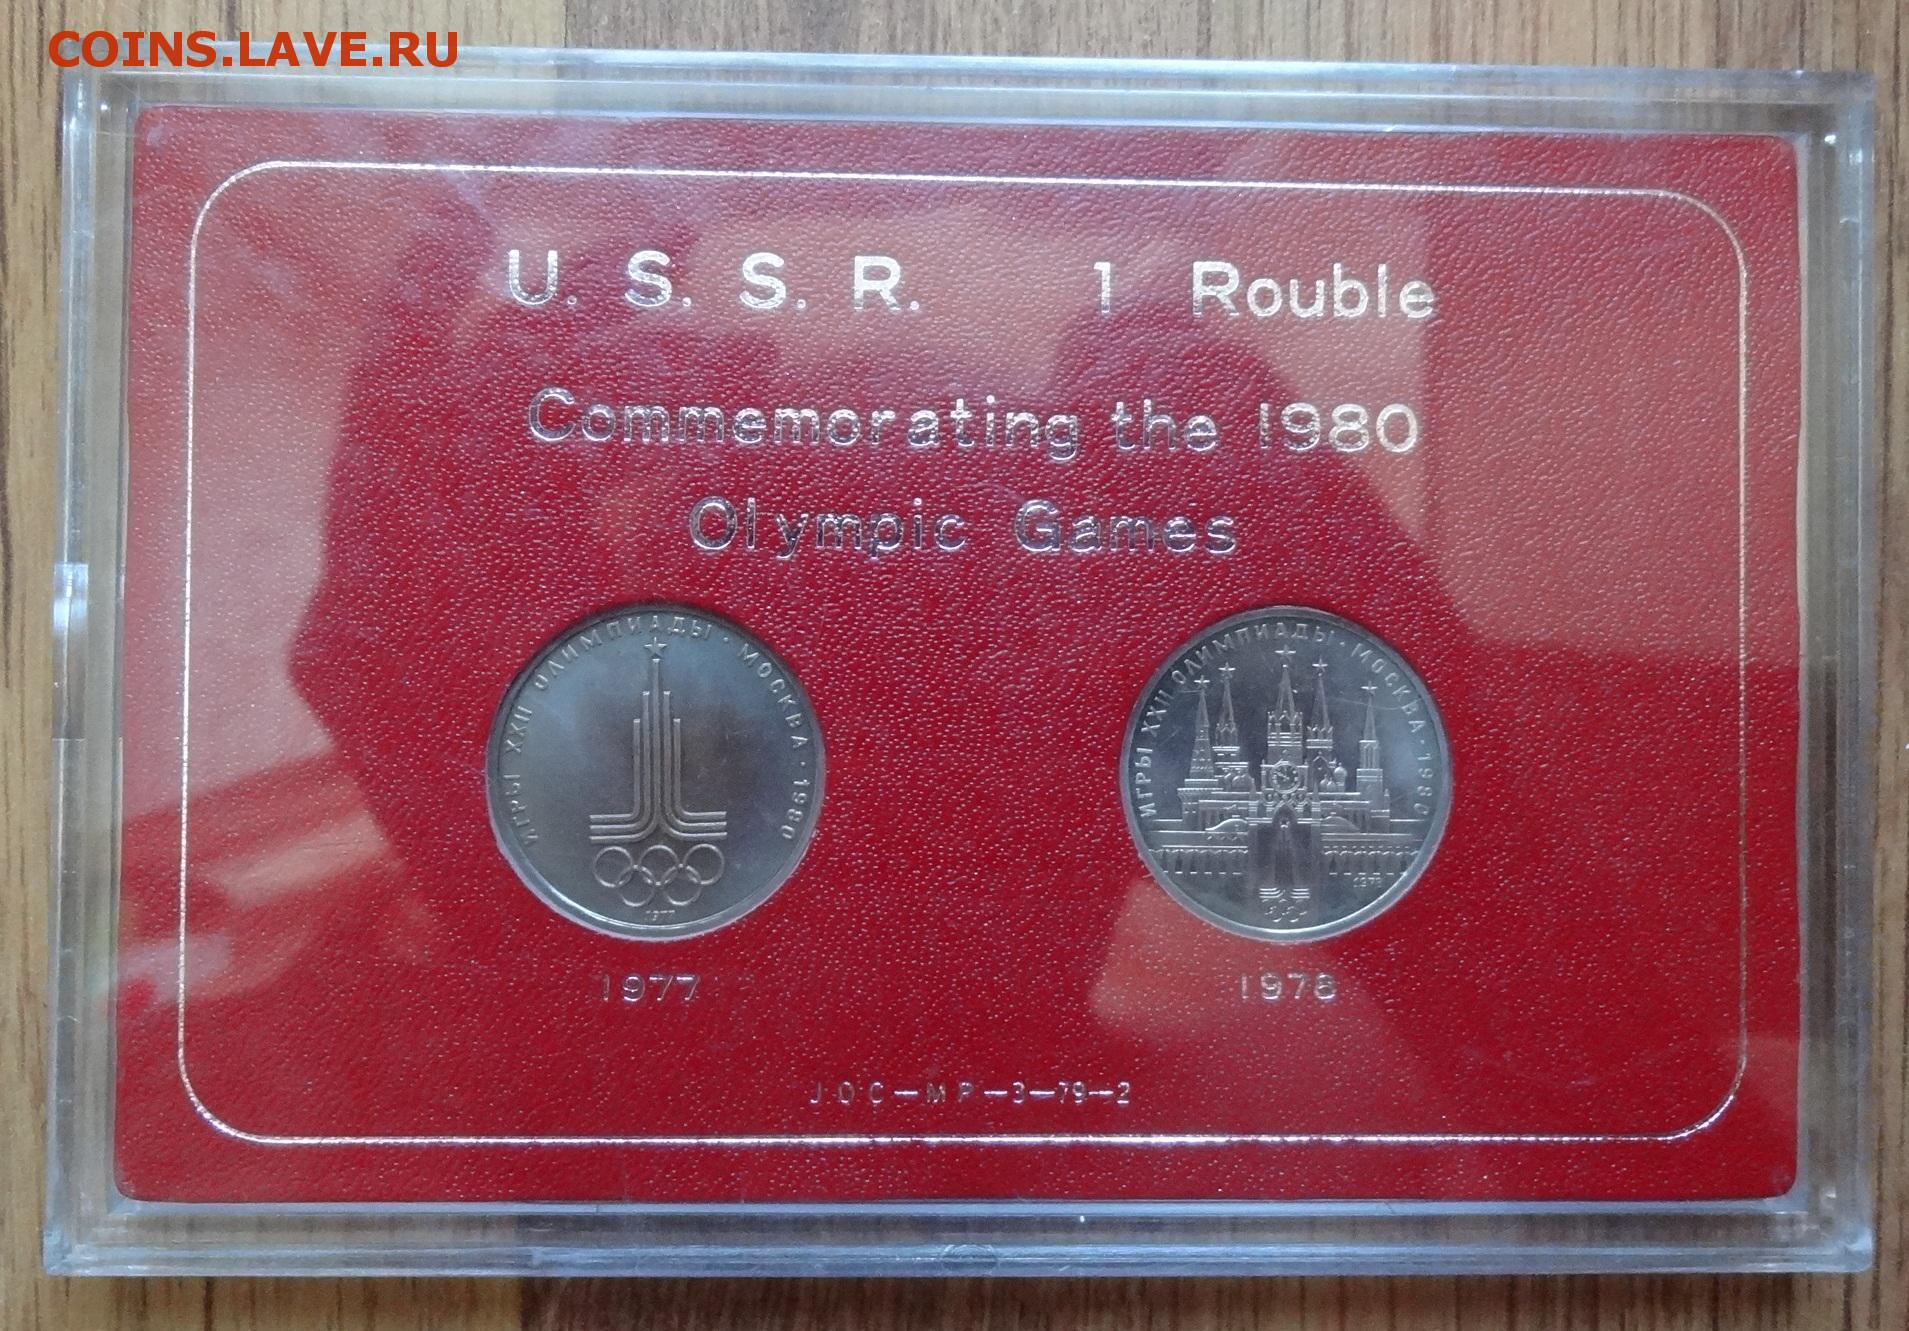 COINS.LAVE.RU
U. S. S. R. 1 Rouble
Commemorating the 1980
Olympic Games
ИГРЫ XXII ОЛИМПИАДЫ · МОСКВА · 1980
1977
ИГРЫ XXII ОЛИМПИАДЫ · МОСКВА · 1980
1978
1977
1978
JOC-MP-3-79-2